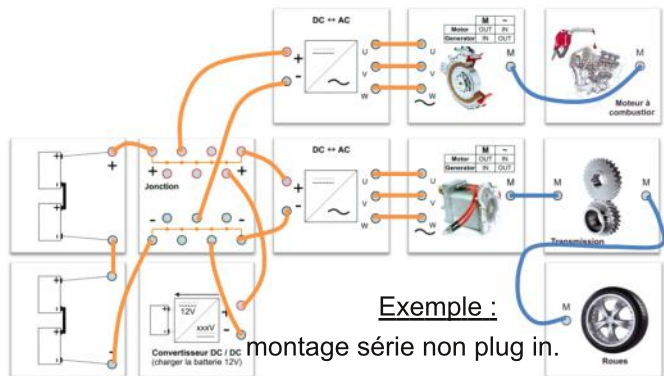 DC ↔ AC
+
-
U
V
W
M ~
Motor OUT IN
Generator IN OUT
U
V
W
M
M
Moteur à
combustion
+
+
+
Jonction
-
-
DC ↔ AC
+
-
U
V
W
M ~
Motor OUT IN
Generator IN OUT
U
V
W
M
M
M
Transmission
-
12V
xxxV
+
-
Convertisseur DC / DC
(charger la batterie 12V)
Exemple :
montage série non plug in.
M
Roues